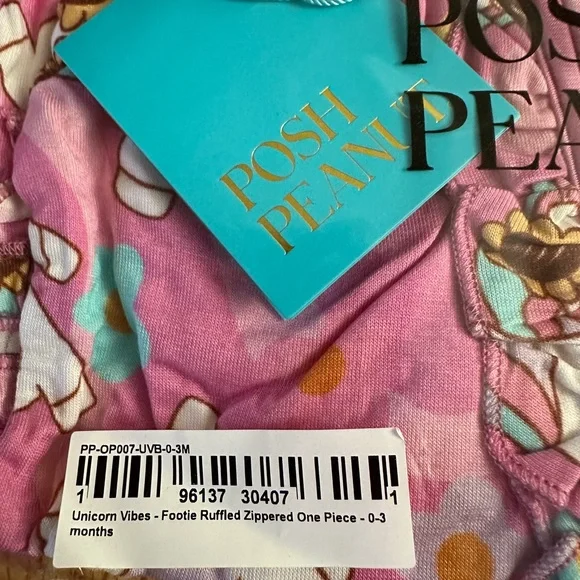 POSH
PEANUT
POS
PEA
PP-OP007-UVB-0-3M
1 96137 30407 1
Unicorn Vibes - Footie Ruffled Zippered One Piece - 0-3
months